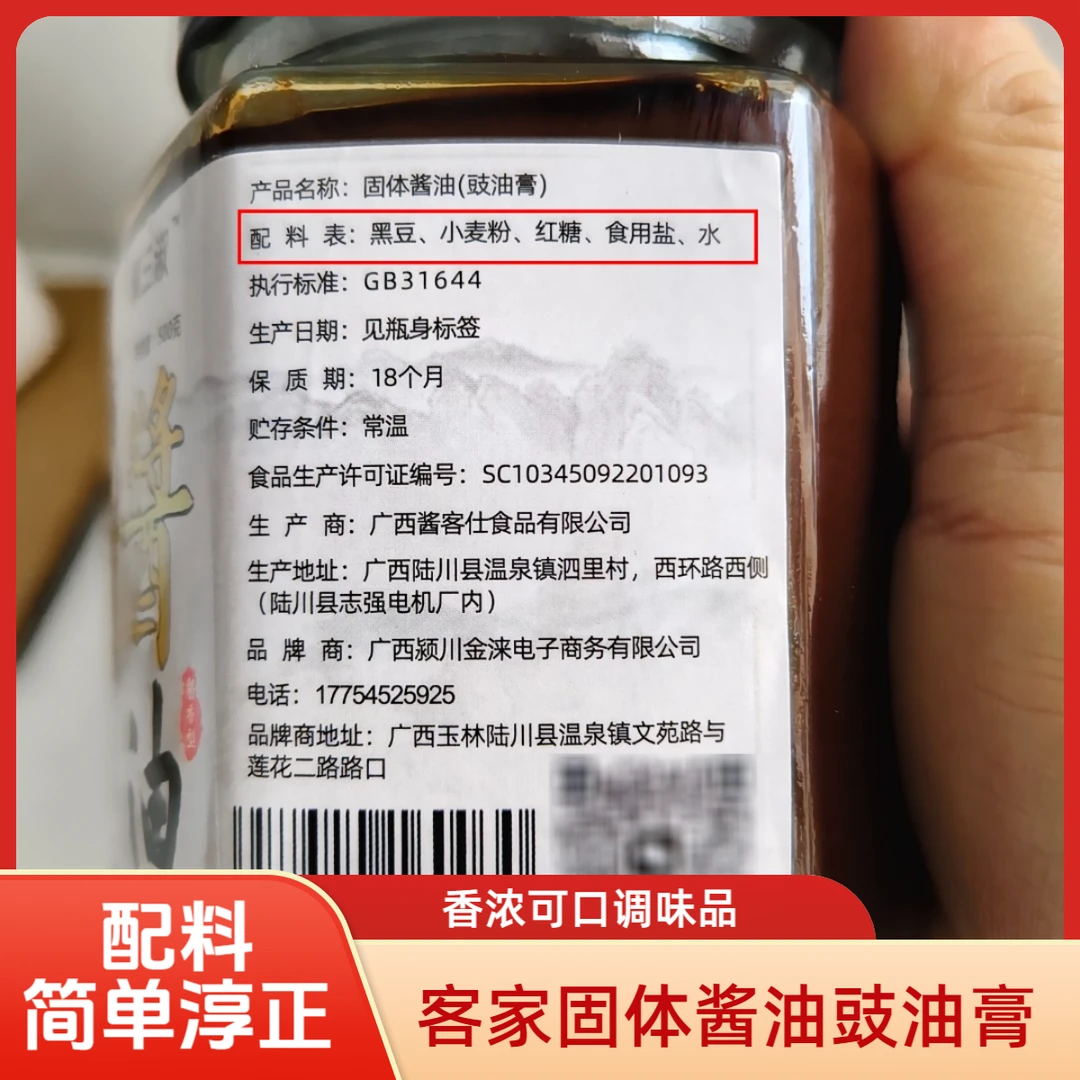 产品名称：固体酱油(豉油膏)
配 料 表：黑豆、小麦粉、红糖、食用盐、水
执行标准：GB31644
生产日期：见瓶身标签
保 质 期：18个月
贮存条件：常温
食品生产许可证编号：SC10345092201093
生 产 商：广西酱客仕食品有限公司
生产地址：广西陆川县温泉镇泗里村，西环路西侧
（陆川县志强电机厂内）
品 牌 商：广西颍川金涞电子商务有限公司
电话：17754525925
品牌商地址：广西玉林陆川县温泉镇文苑路与
莲花二路路口
酱
油
香浓可口调味品
配料
简单淳正
客家固体酱油豉油膏